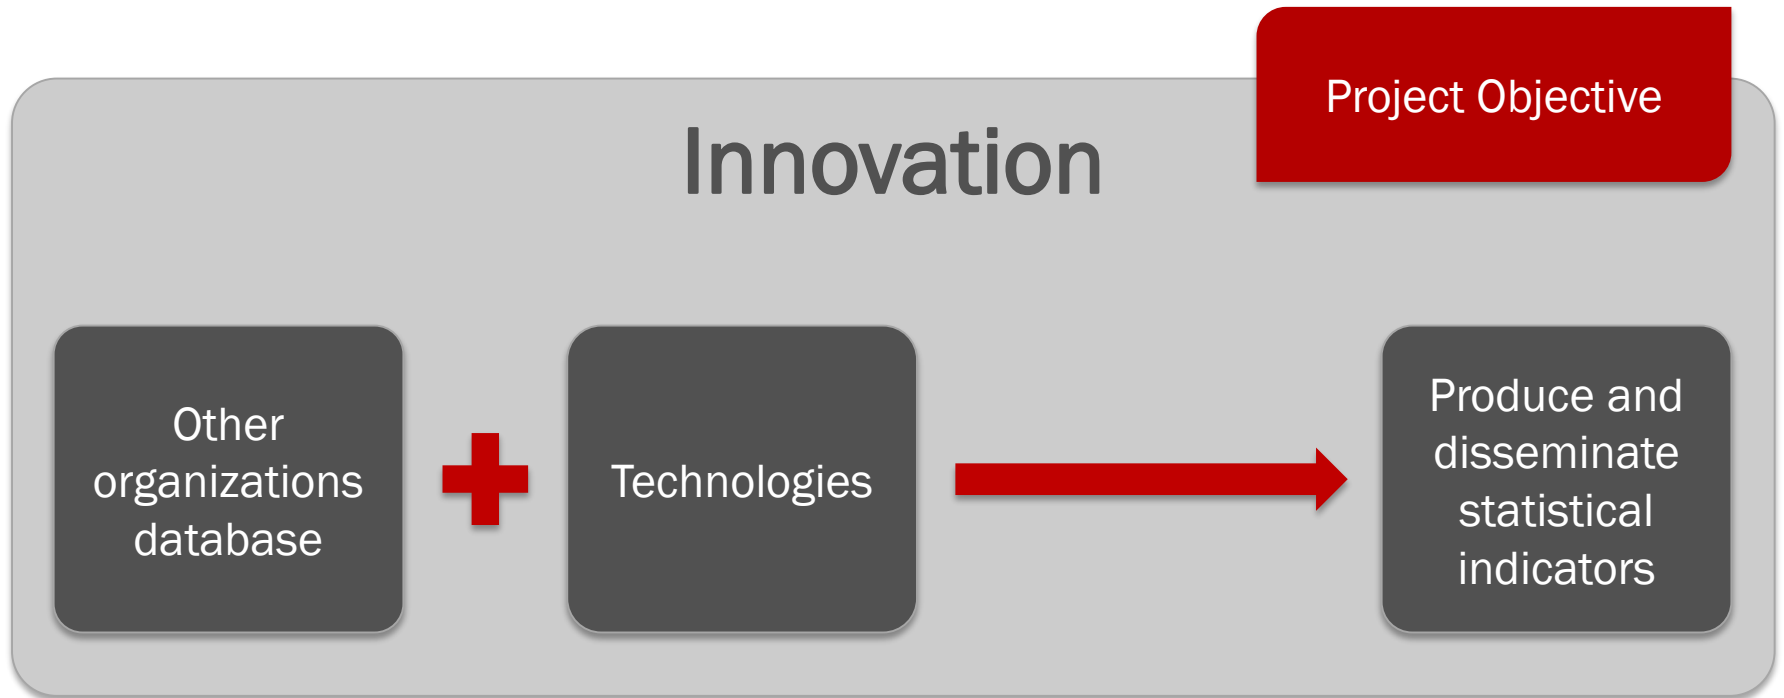 Project Objective
Innovation
Other
organizations
database
Technologies
Produce and
disseminate
statistical
indicators